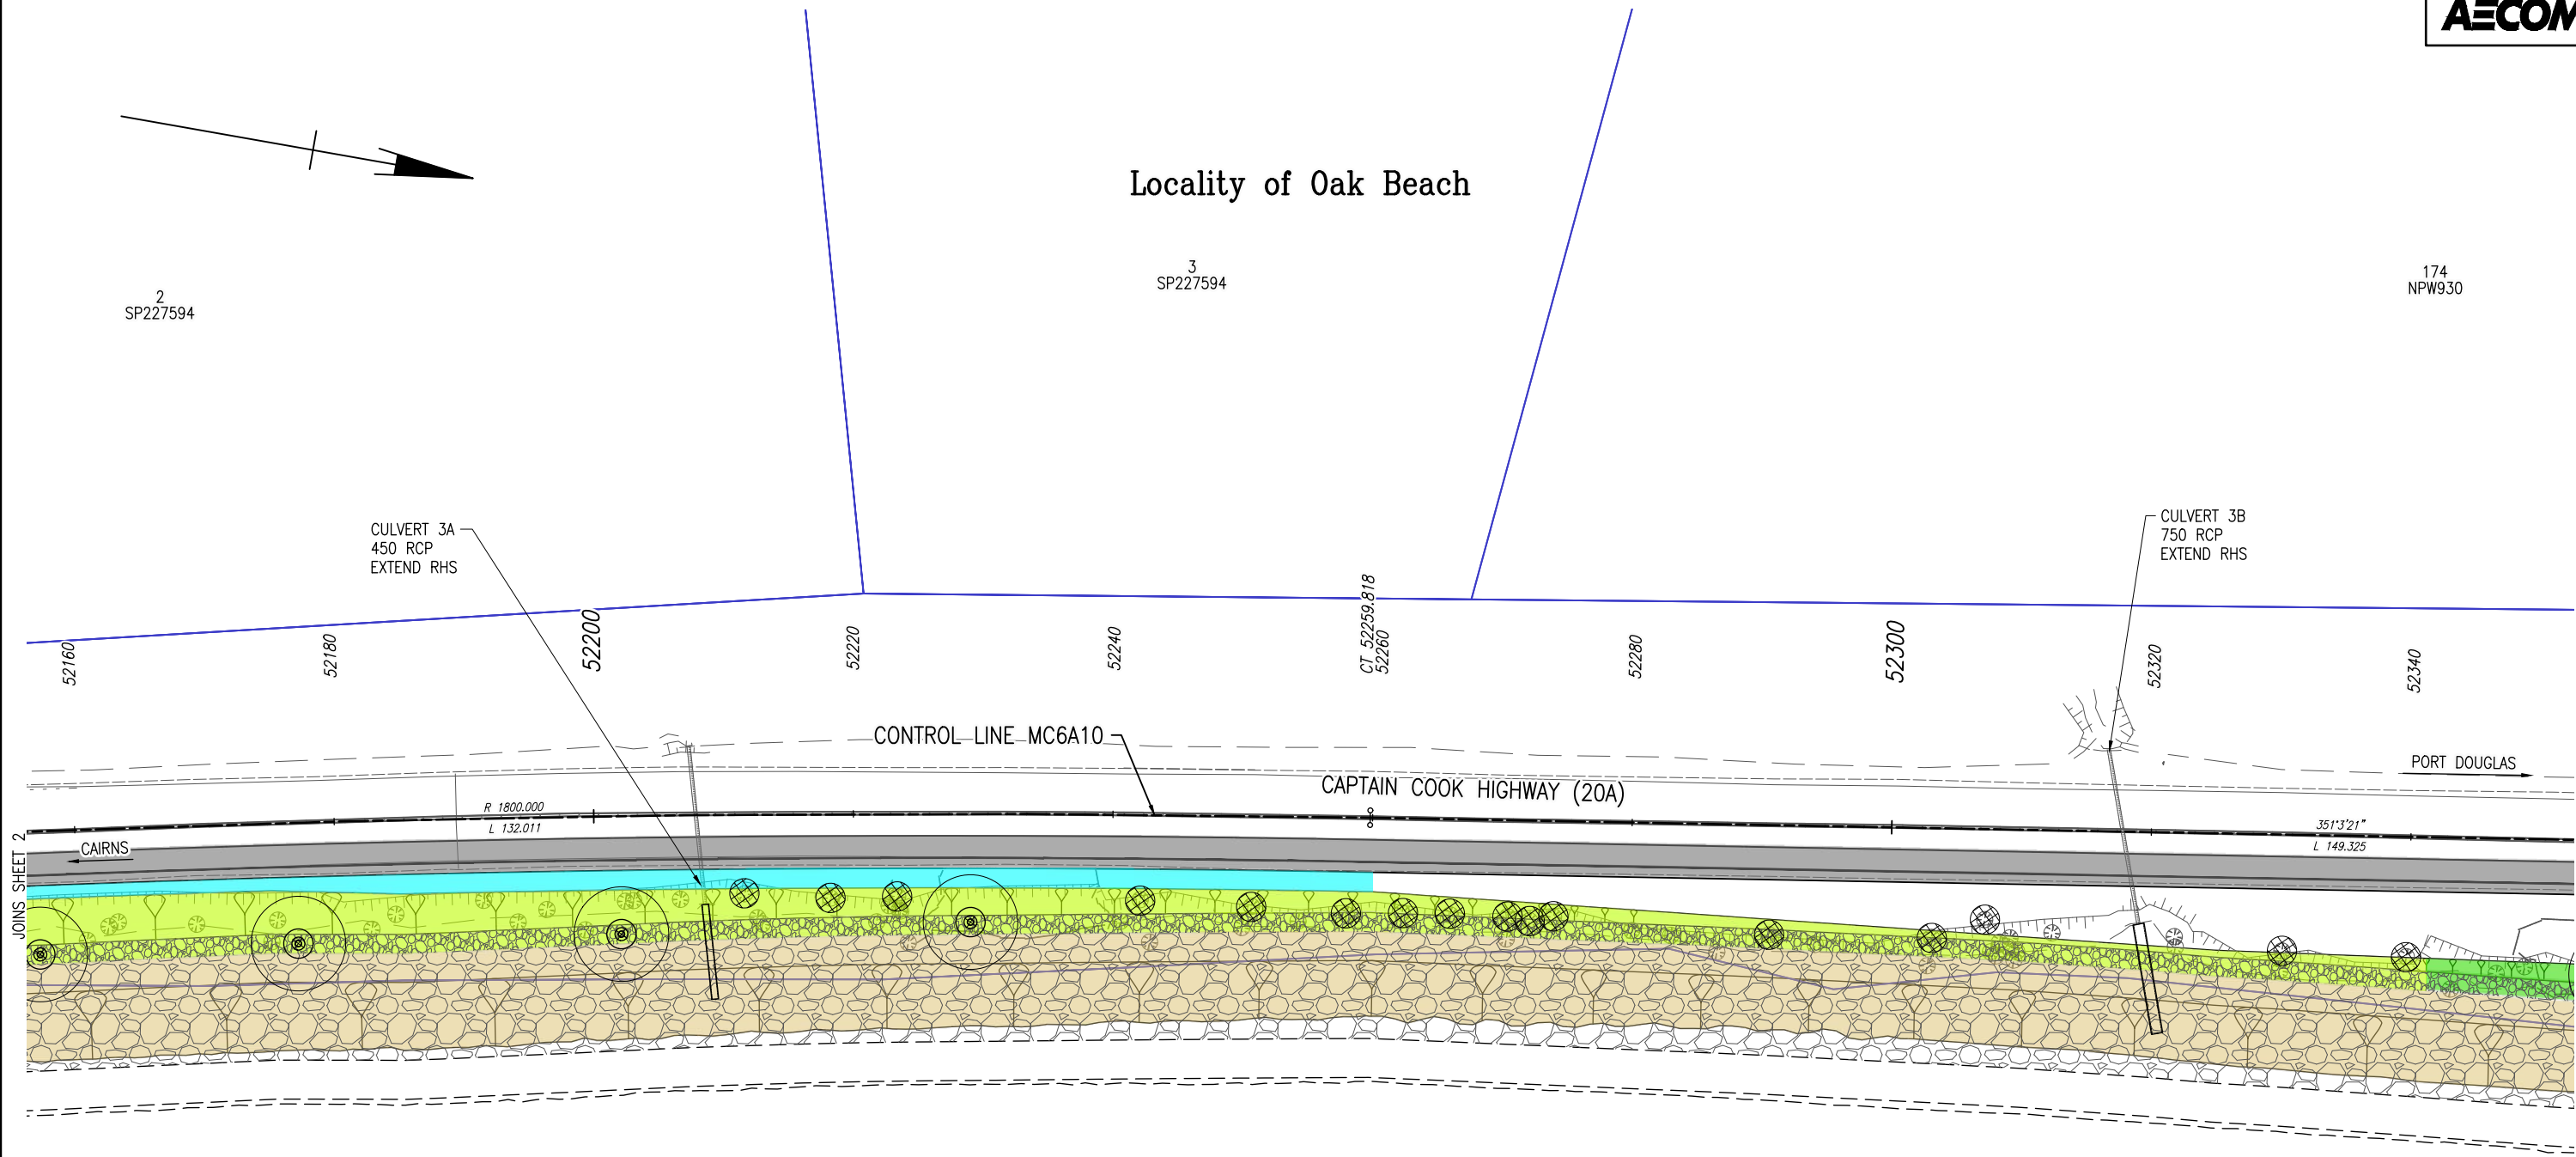 AECOM
Locality of Oak Beach
2
SP227594
3
SP227594
174
NPW930
CULVERT 3A
450 RCP
EXTEND RHS
CULVERT 3B
750 RCP
EXTEND RHS
52160
52180
52200
52220
52240
CT 52259.818
52260
52280
52300
52320
52340
CONTROL LINE MC6A10
CAPTAIN COOK HIGHWAY (20A)
PORT DOUGLAS
R 1800.000
L 132.011
351°3'21"
L 149.325
CAIRNS
JOINS SHEET 2